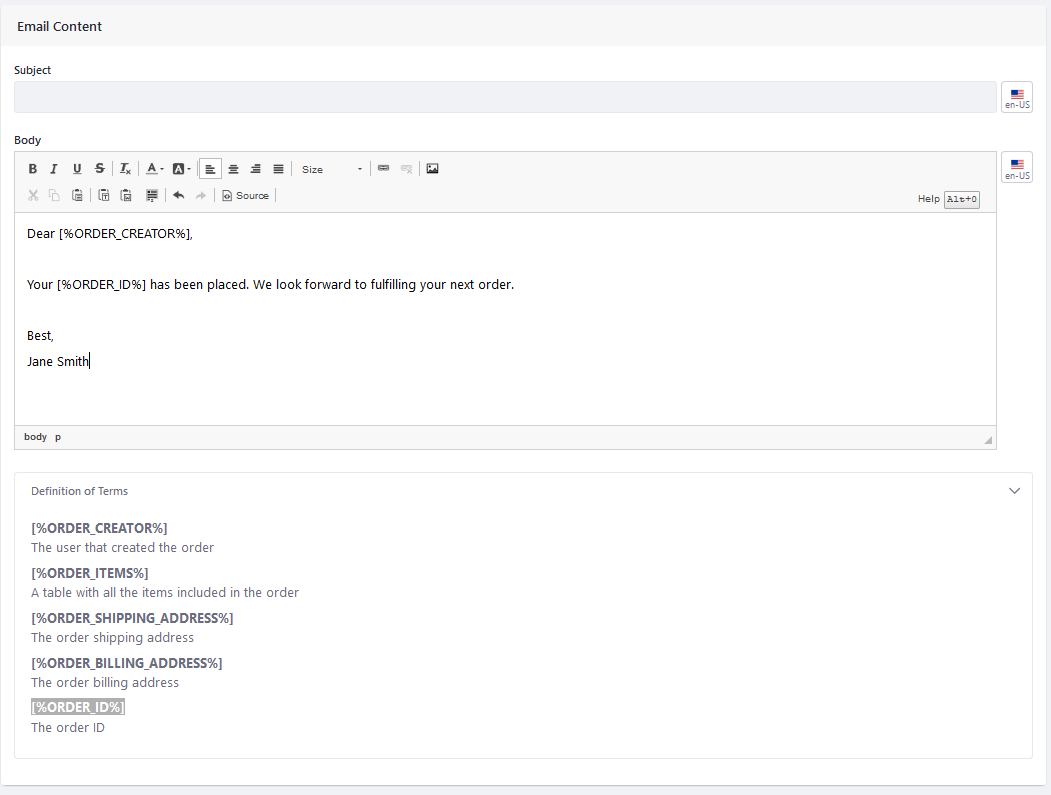 Email Content
Subject
en-US
Body
B I U S Tx A A Size
en-US
Source
Help Alt+0
Dear [%ORDER_CREATOR%],
Your [%ORDER_ID%] has been placed. We look forward to fulfilling your next order.
Best,
Jane Smith
body p
Definition of Terms
[%ORDER_CREATOR%]
The user that created the order
[%ORDER_ITEMS%]
A table with all the items included in the order
[%ORDER_SHIPPING_ADDRESS%]
The order shipping address
[%ORDER_BILLING_ADDRESS%]
The order billing address
[%ORDER_ID%]
The order ID